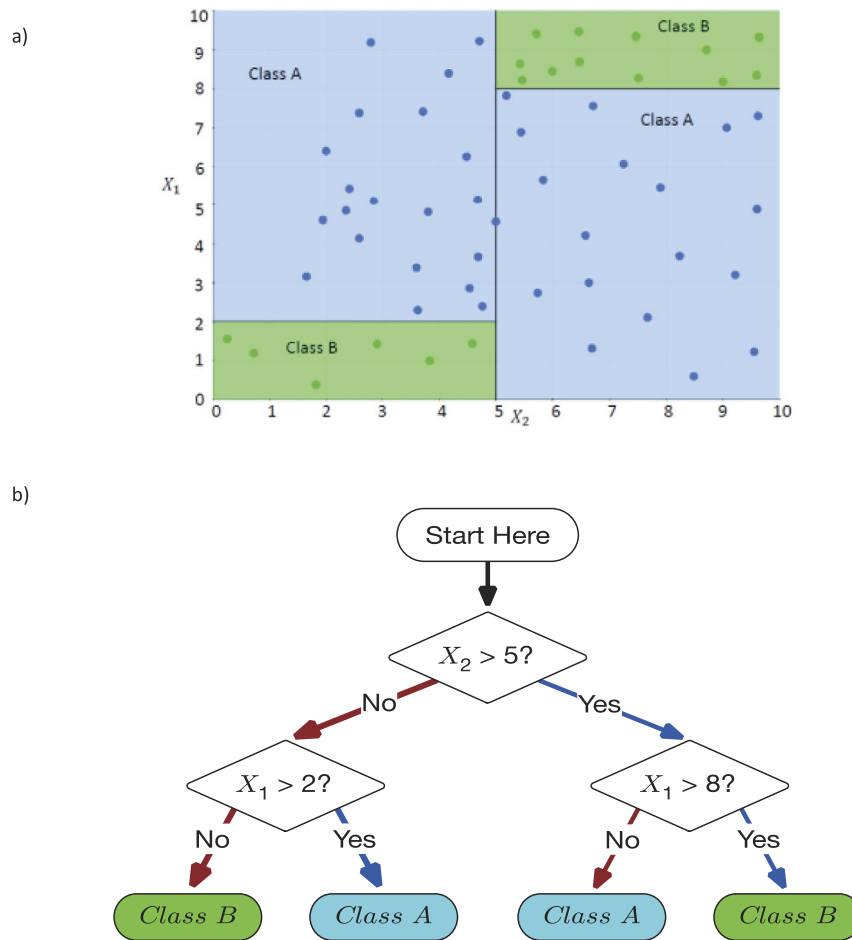 a)
10
9
8
7
6
5
4
3
2
1
0
X₁
Class A
Class B
Class A
Class B
0 1 2 3 4 5 6 7 8 9 10
X₂
b)
Start Here
X₂ > 5?
No Yes
X₁ > 2? X₁ > 8?
No Yes No Yes
Class B Class A Class A Class B